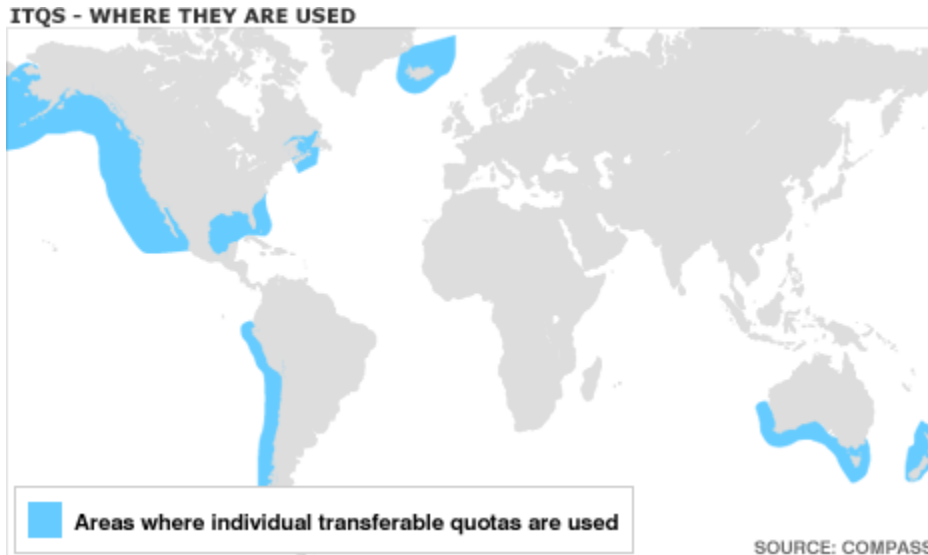 ITQS - WHERE THEY ARE USED
Areas where individual transferable quotas are used
SOURCE: COMPASS